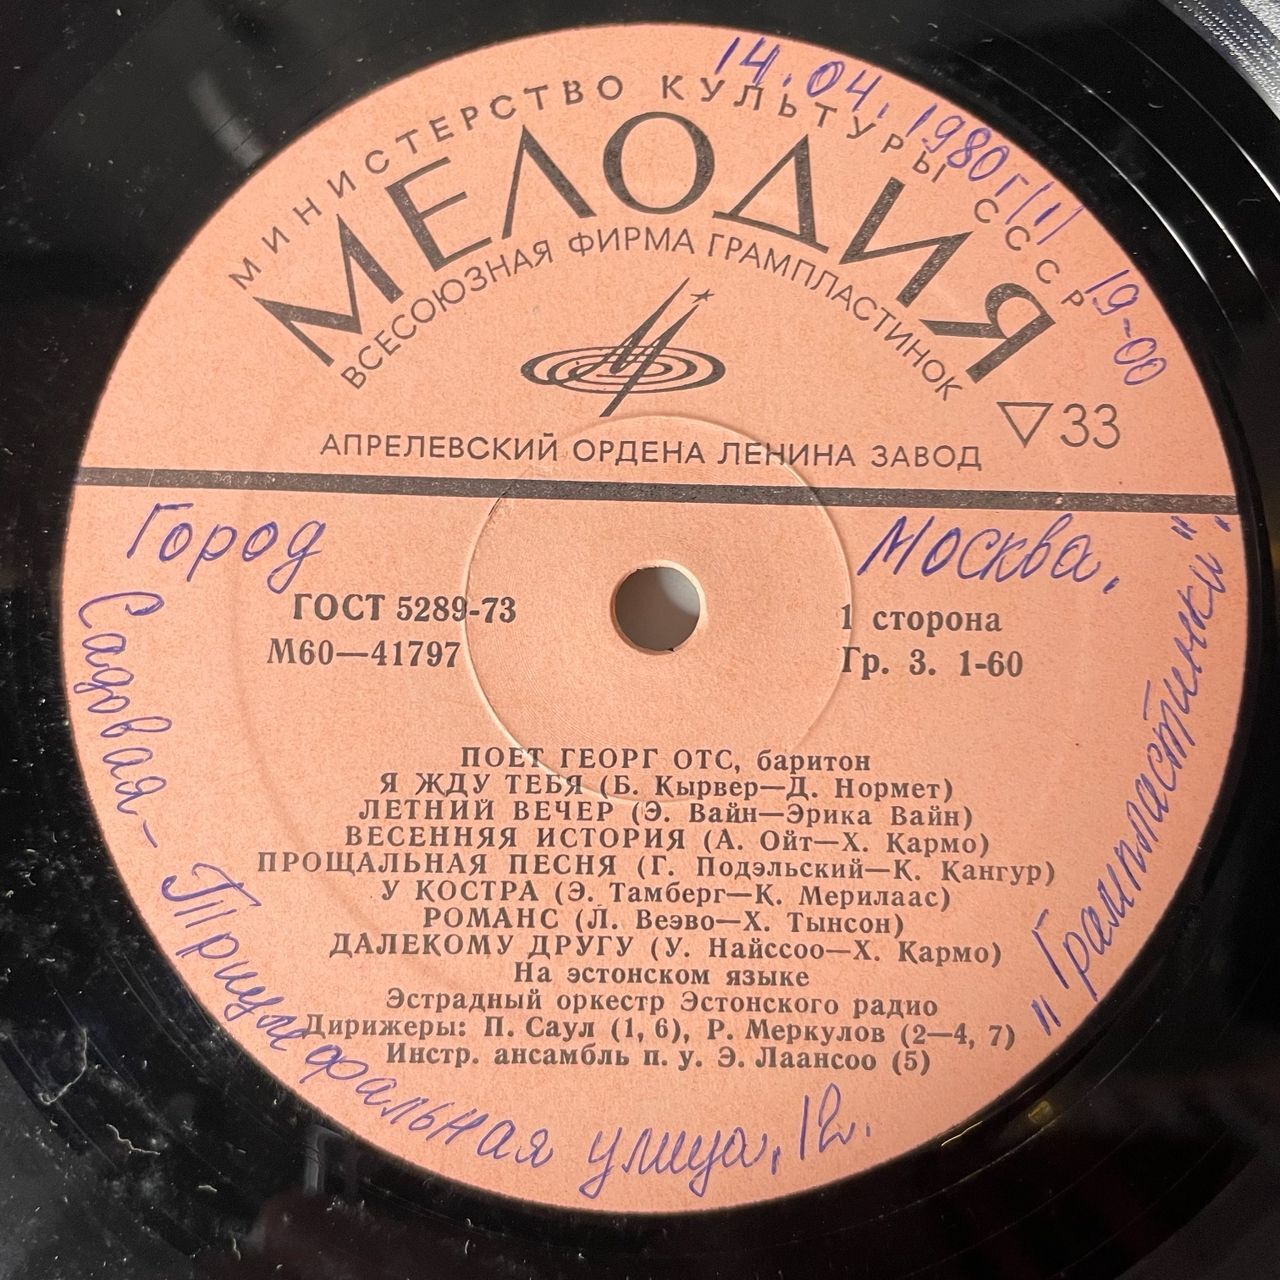 14.04.1980г(1) 19-00
МИНИСТЕРСТВО КУЛЬТУРЫ СССР
МЕЛОДИЯ
ВСЕСОЮЗНАЯ ФИРМА ГРАМПЛАСТИНОК
▽33
АПРЕЛЕВСКИЙ ОРДЕНА ЛЕНИНА ЗАВОД
Город Москва,
Садовая-Триумфальная улица, 12.
"Грампластинки".
ГОСТ 5289-73
М60—41797
1 сторона
Гр. 3. 1-60
ПОЕТ ГЕОРГ ОТС, баритон
Я ЖДУ ТЕБЯ (Б. Кырвер—Д. Нормет)
ЛЕТНИЙ ВЕЧЕР (Э. Вайн—Эрика Вайн)
ВЕСЕННЯЯ ИСТОРИЯ (А. Ойт—Х. Кармо)
ПРОЩАЛЬНАЯ ПЕСНЯ (Г. Подэльский—К. Кангур)
У КОСТРА (Э. Тамберг—К. Мерилаас)
РОМАНС (Л. Веэво—Х. Тынсон)
ДАЛЕКОМУ ДРУГУ (У. Найссоо—Х. Кармо)
На эстонском языке
Эстрадный оркестр Эстонского радио
Дирижеры: П. Саул (1, 6), Р. Меркулов (2—4, 7)
Инстр. ансамбль п. у. Э. Лаансоо (5)